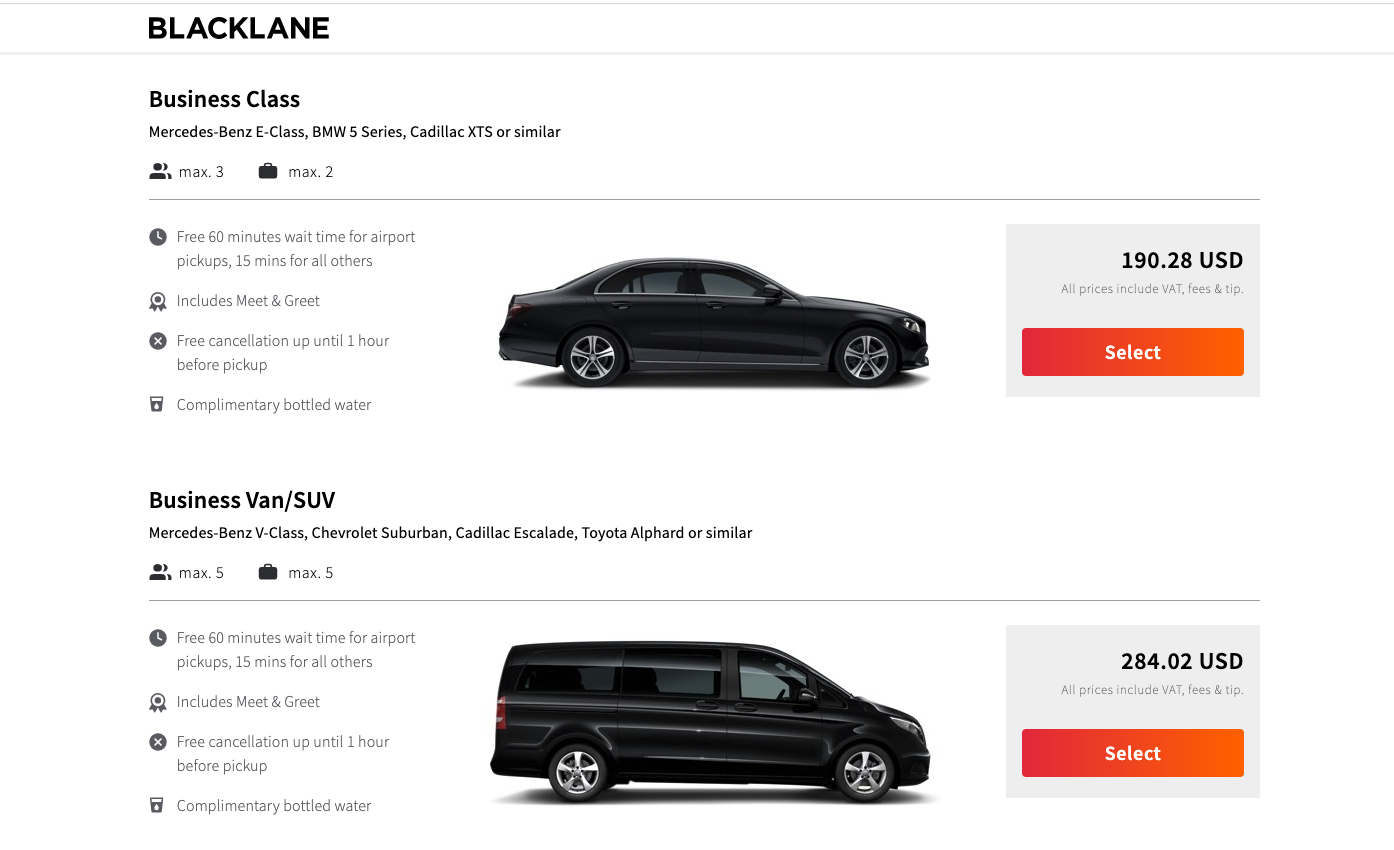 BLACKLANE
Business Class
Mercedes-Benz E-Class, BMW 5 Series, Cadillac XTS or similar
max. 3 max. 2
Free 60 minutes wait time for airport
pickups, 15 mins for all others
Includes Meet & Greet
Free cancellation up until 1 hour
before pickup
Complimentary bottled water
190.28 USD
All prices include VAT, fees & tip.
Select
Business Van/SUV
Mercedes-Benz V-Class, Chevrolet Suburban, Cadillac Escalade, Toyota Alphard or similar
max. 5 max. 5
Free 60 minutes wait time for airport
pickups, 15 mins for all others
Includes Meet & Greet
Free cancellation up until 1 hour
before pickup
Complimentary bottled water
284.02 USD
All prices include VAT, fees & tip.
Select